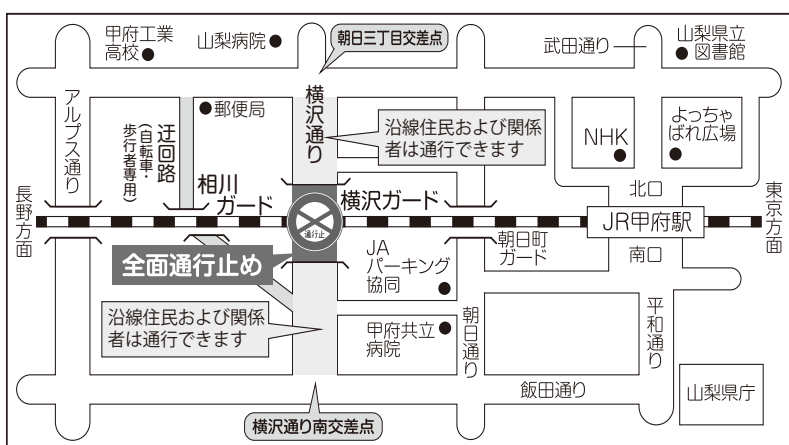 甲府工業
高校
山梨病院
朝日三丁目交差点
武田通り
山梨県立
図書館
アルプス通り
迂回路
(自転車・
歩行者専用)
郵便局
横沢通り
沿線住民および関係
者は通行できます
NHK
よっちゃ
ばれ広場
相川
ガード
横沢ガード
北口
長野方面
通行止
JR甲府駅
東京方面
全面通行止め
JA
パーキング
協同
朝日町
ガード
南口
沿線住民および関係
者は通行できます
甲府共立
病院
朝日通り
平和通り
飯田通り
山梨県庁
横沢通り南交差点